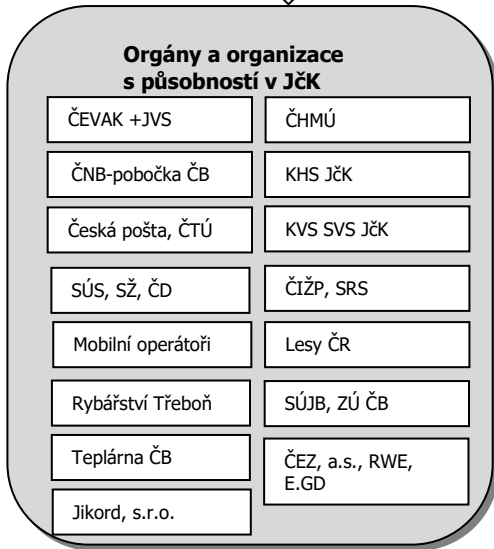 Orgány a organizace
s působností v JčK
ČEVAK +JVS
ČHMÚ
ČNB-pobočka ČB
KHS JčK
Česká pošta, ČTÚ
KVS SVS JčK
SÚS, SŽ, ČD
ČIŽP, SRS
Mobilní operátoři
Lesy ČR
Rybářství Třeboň
SÚJB, ZÚ ČB
Teplárna ČB
ČEZ, a.s., RWE,
E.GD
Jikord, s.r.o.